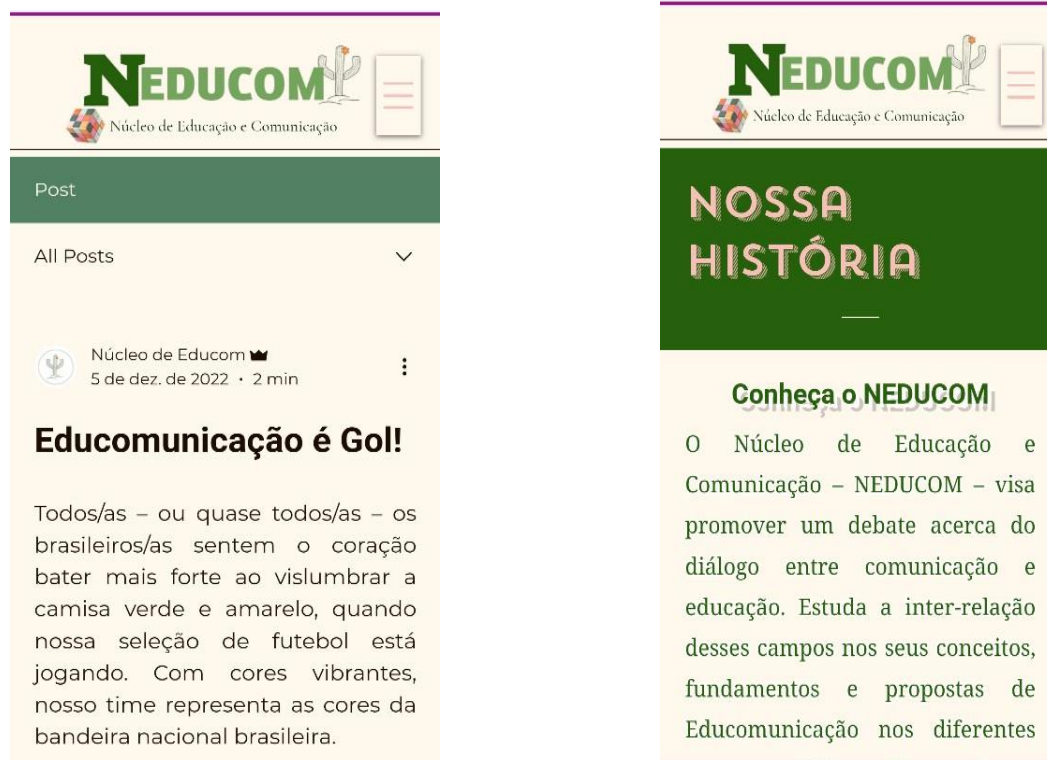 NEDUCOM
Núcleo de Educação e Comunicação
Post
All Posts
Núcleo de Educom
5 de dez. de 2022 · 2 min
Educomunicação é Gol!
Todos/as – ou quase todos/as – os
brasileiros/as sentem o coração
bater mais forte ao vislumbrar a
camisa verde e amarelo, quando
nossa seleção de futebol está
jogando. Com cores vibrantes,
nosso time representa as cores da
bandeira nacional brasileira.
NEDUCOM
Núcleo de Educação e Comunicação
NOSSA
HISTÓRIA
Conheça o NEDUCOM
O Núcleo de Educação e
Comunicação – NEDUCOM – visa
promover um debate acerca do
diálogo entre comunicação e
educação. Estuda a inter-relação
desses campos nos seus conceitos,
fundamentos e propostas de
Educomunicação nos diferentes